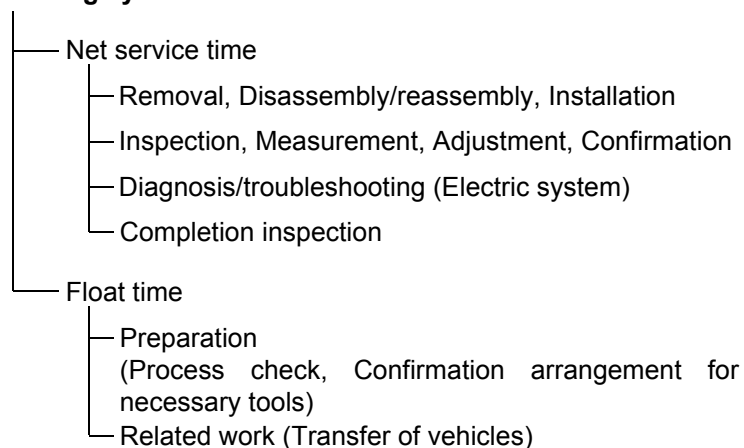 Net service time
Removal, Disassembly/reassembly, Installation
Inspection, Measurement, Adjustment, Confirmation
Diagnosis/troubleshooting (Electric system)
Completion inspection
Float time
Preparation
(Process check, Confirmation arrangement for
necessary tools)
Related work (Transfer of vehicles)